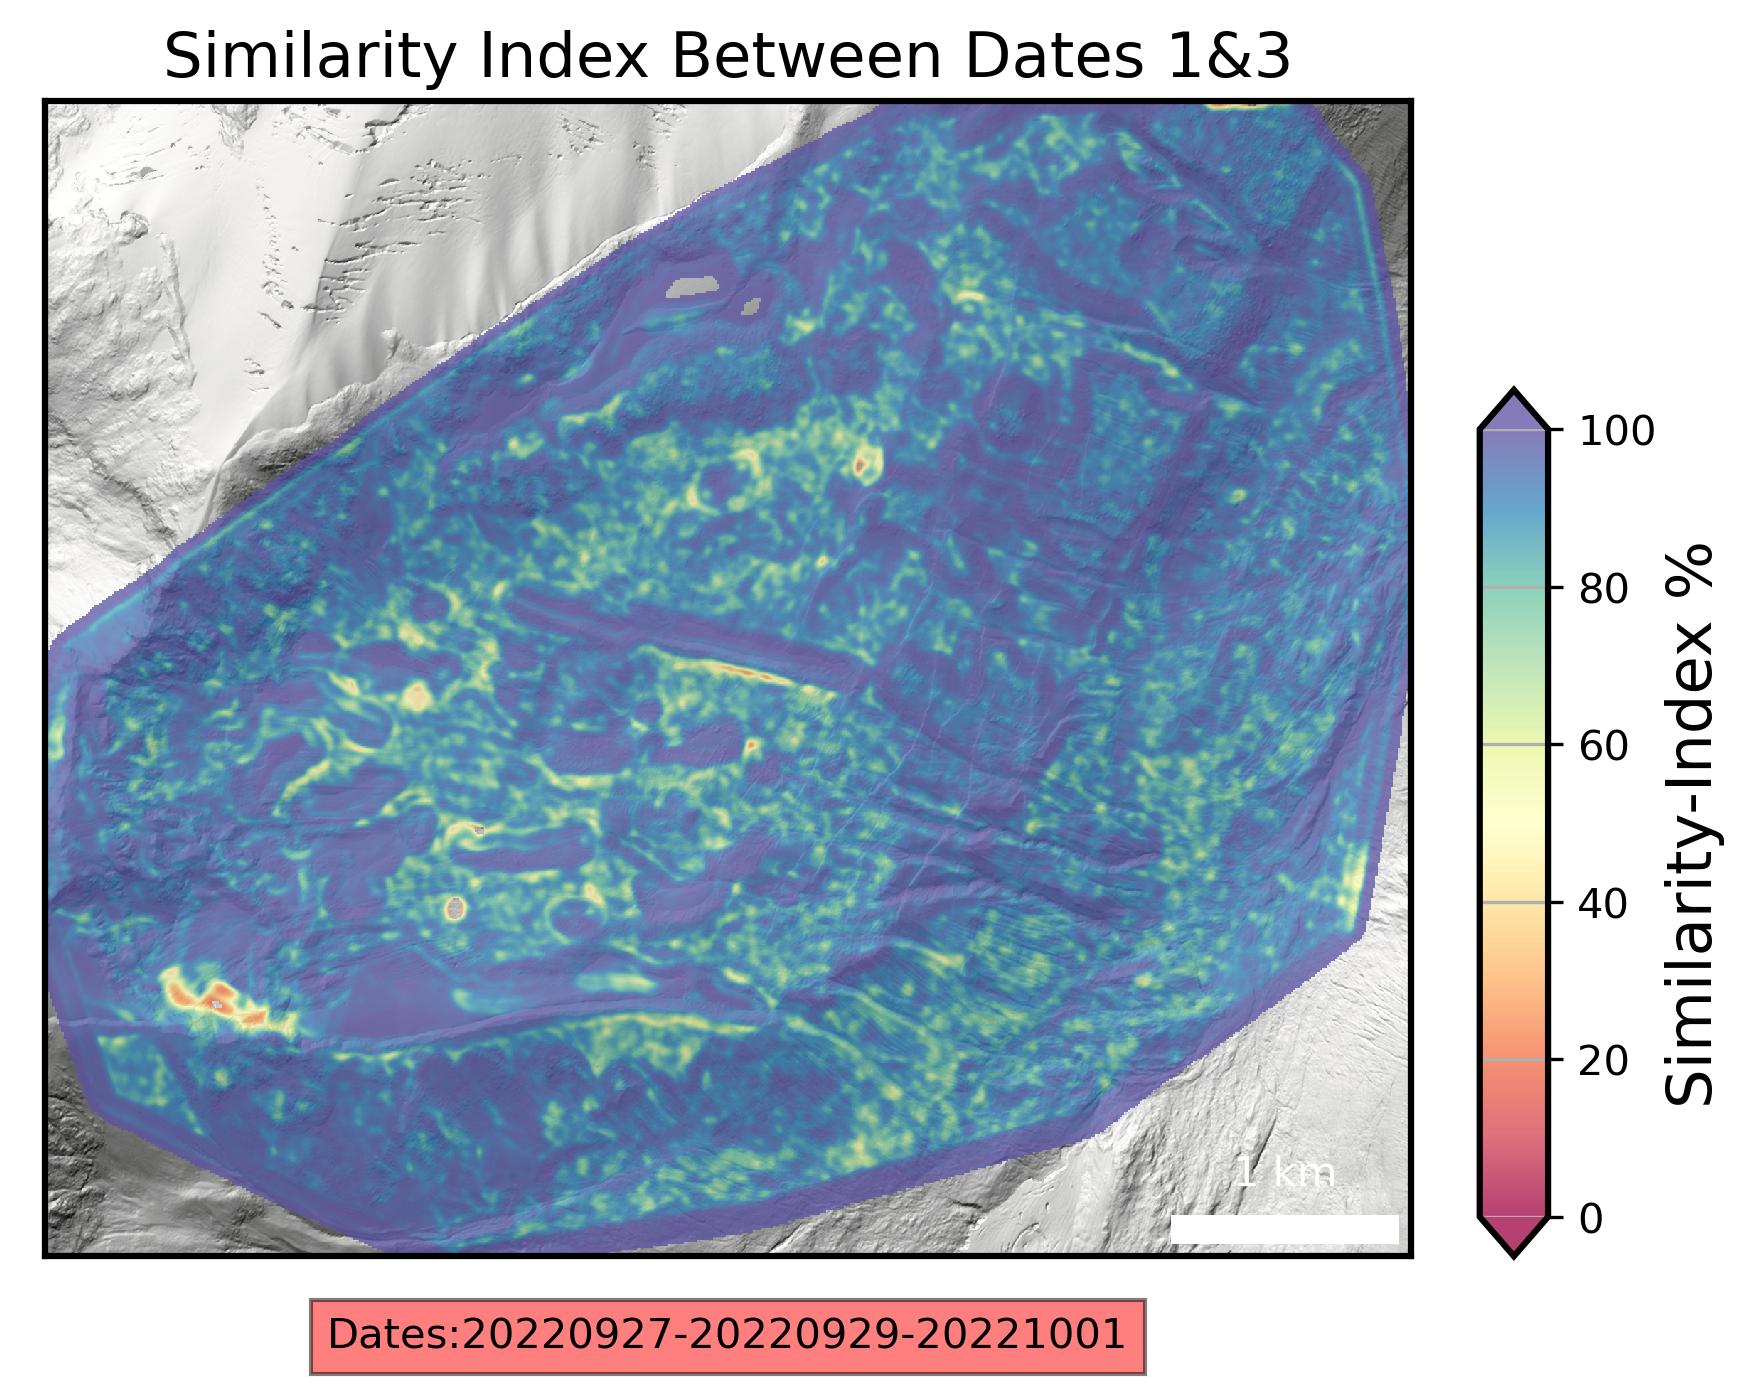 Similarity Index Between Dates 1&3
100
80
60
40
20
0
Similarity-Index %
1 km
Dates:20220927-20220929-20221001